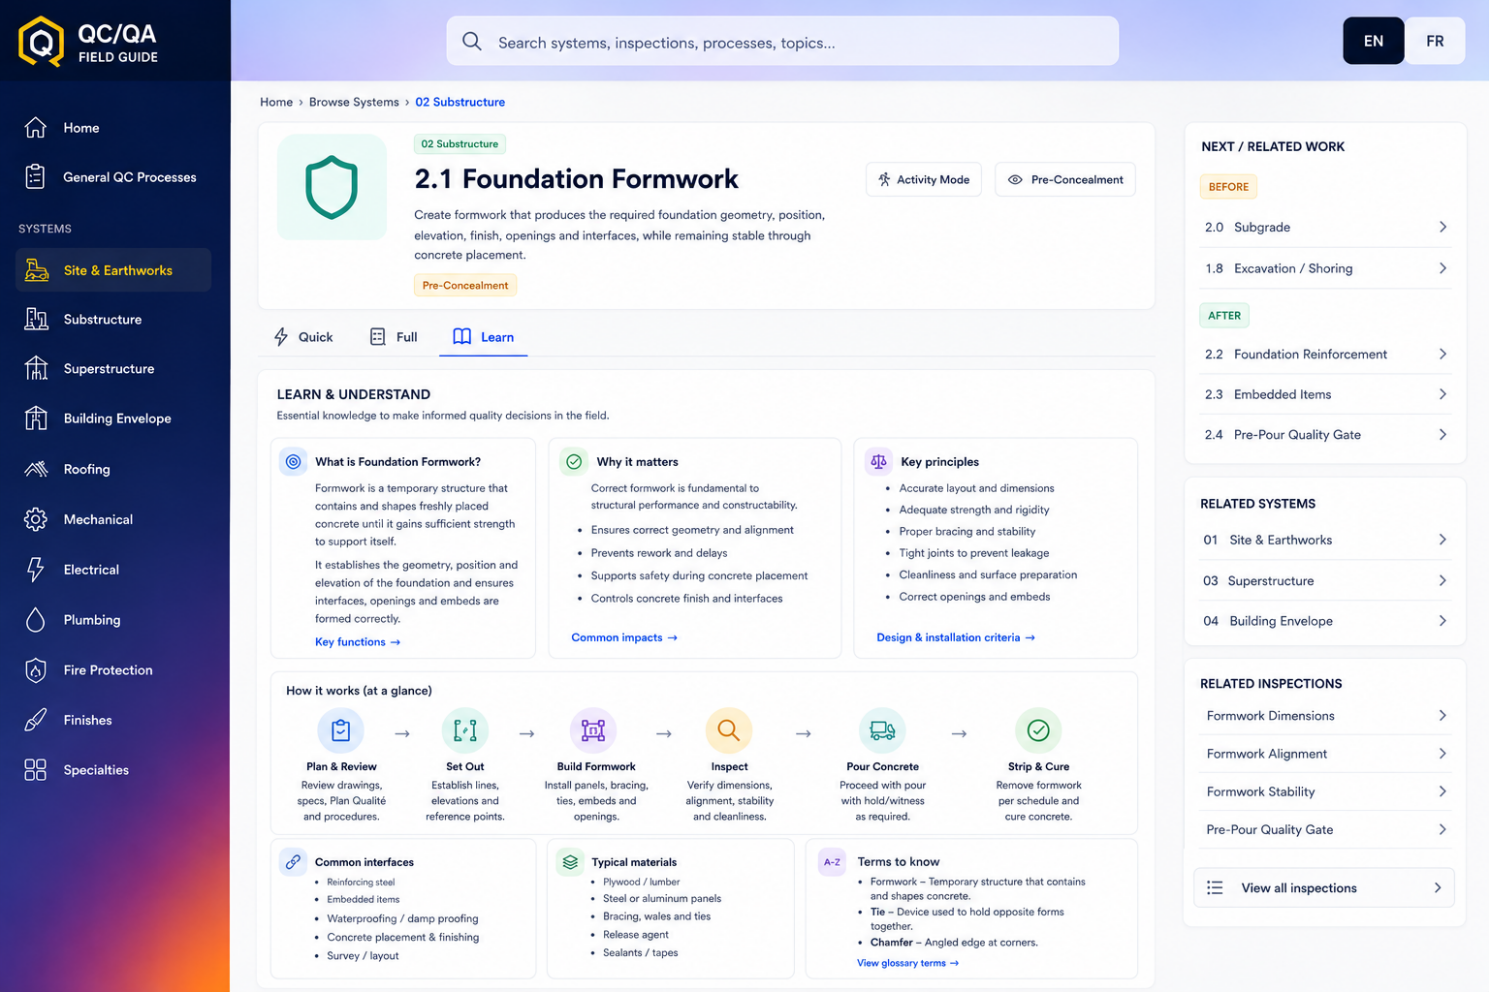 QC/QA
FIELD GUIDE
Search systems, inspections, processes, topics...
EN
FR
Home
General QC Processes
SYSTEMS
Site & Earthworks
Substructure
Superstructure
Building Envelope
Roofing
Mechanical
Electrical
Plumbing
Fire Protection
Finishes
Specialties
Home › Browse Systems › 02 Substructure
02 Substructure
2.1 Foundation Formwork
Create formwork that produces the required foundation geometry, position,
elevation, finish, openings and interfaces, while remaining stable through
concrete placement.
Pre-Concealment
Activity Mode
Pre-Concealment
Quick
Full
Learn
LEARN & UNDERSTAND
Essential knowledge to make informed quality decisions in the field.
What is Foundation Formwork?
Formwork is a temporary structure that
contains and shapes freshly placed
concrete until it gains sufficient strength
to support itself.
It establishes the geometry, position and
elevation of the foundation and ensures
interfaces, openings and embeds are
formed correctly.
Key functions →
Why it matters
Correct formwork is fundamental to
structural performance and constructability.
• Ensures correct geometry and alignment
• Prevents rework and delays
• Supports safety during concrete placement
• Controls concrete finish and interfaces
Common impacts →
Key principles
• Accurate layout and dimensions
• Adequate strength and rigidity
• Proper bracing and stability
• Tight joints to prevent leakage
• Cleanliness and surface preparation
• Correct openings and embeds
Design & installation criteria →
How it works (at a glance)
Plan & Review
Review drawings,
specs, Plan Qualité
and procedures.
→
Set Out
Establish lines,
elevations and
reference points.
→
Build Formwork
Install panels, bracing,
ties, embeds and
openings.
→
Inspect
Verify dimensions,
alignment, stability
and cleanliness.
→
Pour Concrete
Proceed with pour
with hold/witness
as required.
→
Strip & Cure
Remove formwork
per schedule and
cure concrete.
Common interfaces
• Reinforcing steel
• Embedded items
• Waterproofing / damp proofing
• Concrete placement & finishing
• Survey / layout
Typical materials
• Plywood / lumber
• Steel or aluminum panels
• Bracing, wales and ties
• Release agent
• Sealants / tapes
A-Z
Terms to know
• Formwork – Temporary structure that contains
and shapes concrete.
• Tie – Device used to hold opposite forms
together.
• Chamfer – Angled edge at corners.
View glossary terms →
NEXT / RELATED WORK
BEFORE
2.0 Subgrade
1.8 Excavation / Shoring
AFTER
2.2 Foundation Reinforcement
2.3 Embedded Items
2.4 Pre-Pour Quality Gate
RELATED SYSTEMS
01 Site & Earthworks
03 Superstructure
04 Building Envelope
RELATED INSPECTIONS
Formwork Dimensions
Formwork Alignment
Formwork Stability
Pre-Pour Quality Gate
View all inspections